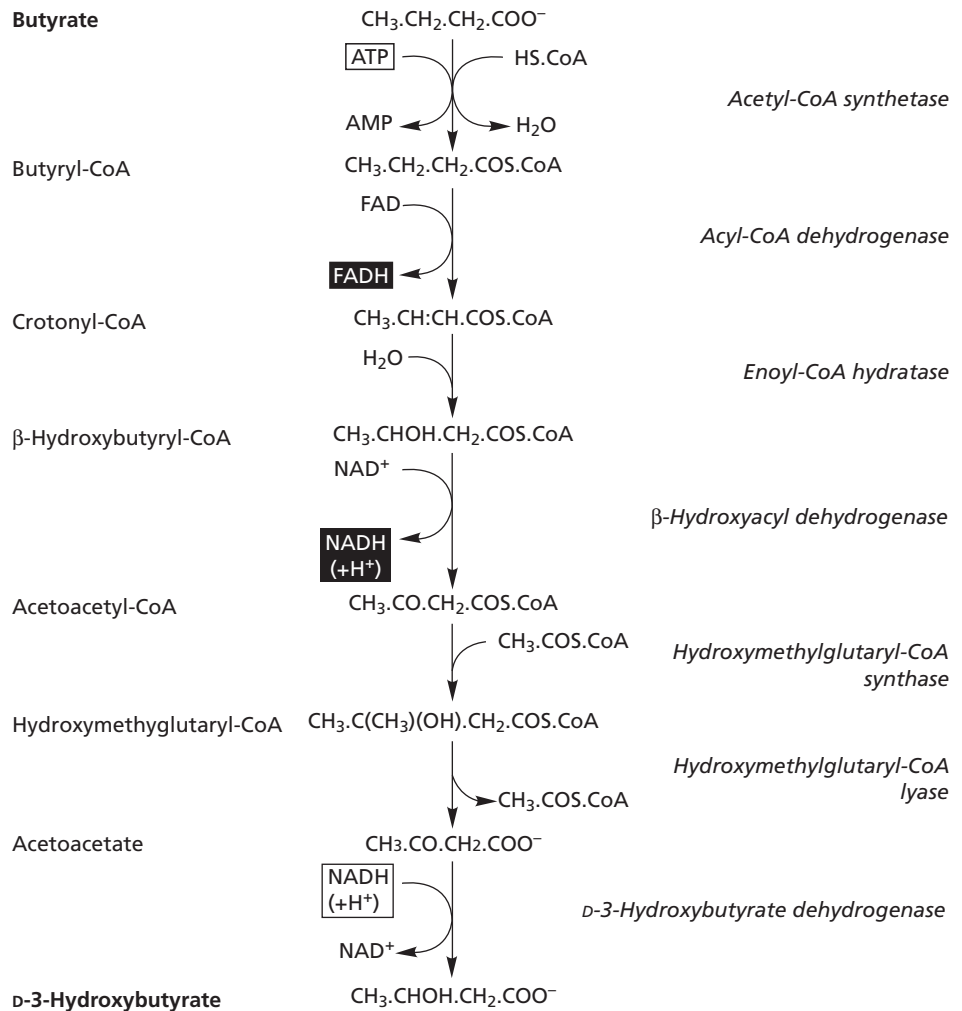 Butyrate CH₃.CH₂.CH₂.COO⁻
ATP HS.CoA
Acetyl-CoA synthetase
AMP H₂O
Butyryl-CoA CH₃.CH₂.CH₂.COS.CoA
FAD
Acyl-CoA dehydrogenase
FADH
Crotonyl-CoA CH₃.CH:CH.COS.CoA
H₂O
Enoyl-CoA hydratase
β-Hydroxybutyryl-CoA CH₃.CHOH.CH₂.COS.CoA
NAD⁺
β-Hydroxyacyl dehydrogenase
NADH
(+H⁺)
Acetoacetyl-CoA CH₃.CO.CH₂.COS.CoA
CH₃.COS.CoA
Hydroxymethylglutaryl-CoA
synthase
Hydroxymethyglutaryl-CoA CH₃.C(CH₃)(OH).CH₂.COS.CoA
Hydroxymethylglutaryl-CoA
lyase
CH₃.COS.CoA
Acetoacetate CH₃.CO.CH₂.COO⁻
NADH
(+H⁺)
D-3-Hydroxybutyrate dehydrogenase
NAD⁺
D-3-Hydroxybutyrate CH₃.CHOH.CH₂.COO⁻